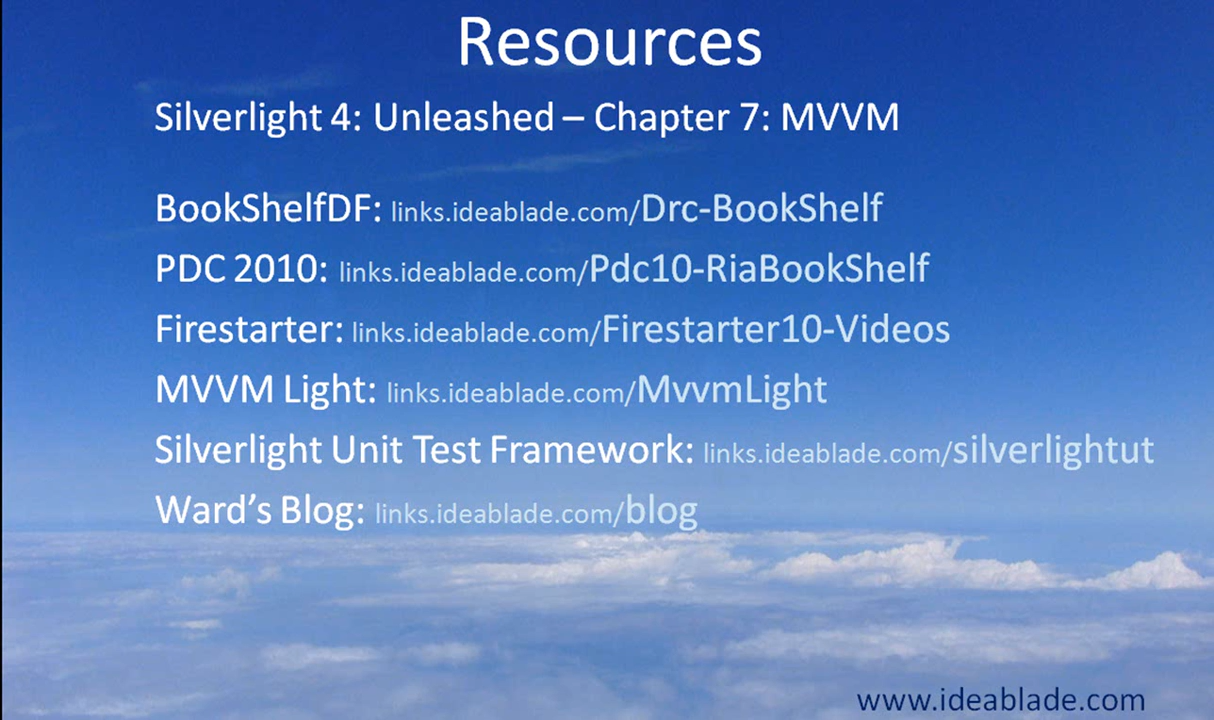 Resources
Silverlight 4: Unleashed – Chapter 7: MVVM
BookShelfDF: links.ideablade.com/Drc-BookShelf
PDC 2010: links.ideablade.com/Pdc10-RiaBookShelf
Firestarter: links.ideablade.com/Firestarter10-Videos
MVVM Light: links.ideablade.com/MvvmLight
Silverlight Unit Test Framework: links.ideablade.com/silverlightut
Ward’s Blog: links.ideablade.com/blog
www.ideablade.com